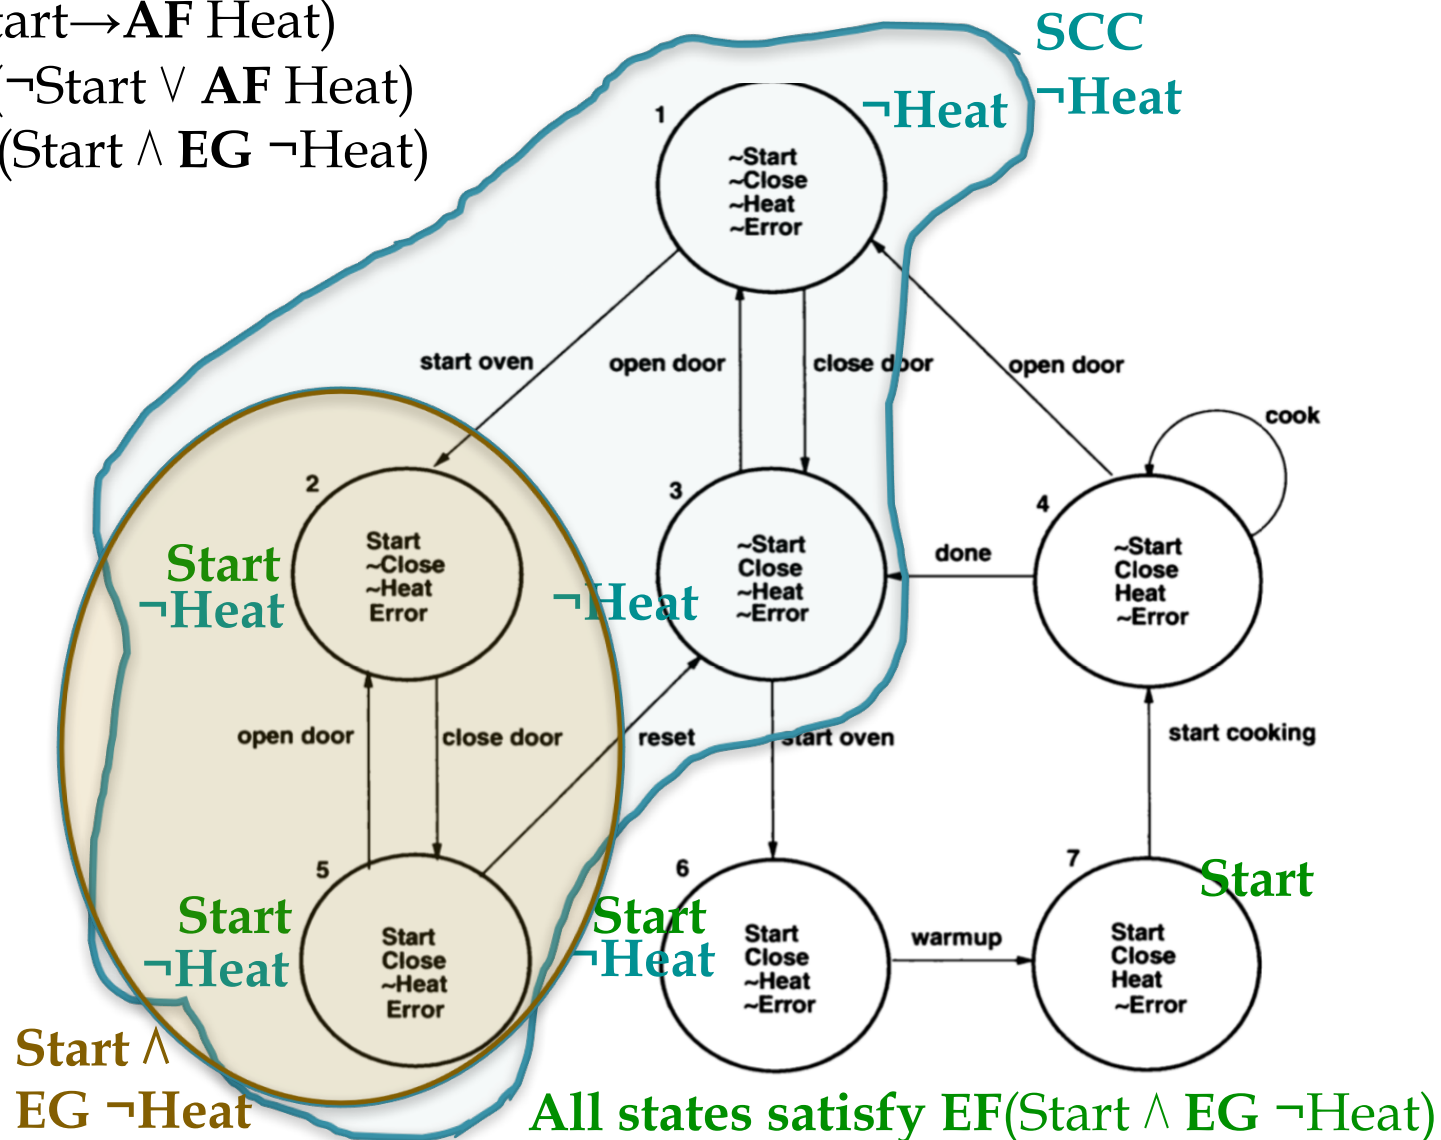 tart→AF Heat)
(¬Start ∨ AF Heat)
(Start ∧ EG ¬Heat)
SCC
¬Heat
1
¬Heat
~Start
~Close
~Heat
~Error
start oven
open door
close door
open door
cook
2
Start
~Close
~Heat
Error
Start
¬Heat
3
~Start
Close
~Heat
~Error
¬Heat
done
4
~Start
Close
Heat
~Error
open door
close door
reset
start oven
start cooking
5
Start
Close
~Heat
Error
Start
¬Heat
6
Start
Close
~Heat
~Error
Start
¬Heat
warmup
7
Start
Close
Heat
~Error
Start
Start ∧
EG ¬Heat
All states satisfy EF(Start ∧ EG ¬Heat)